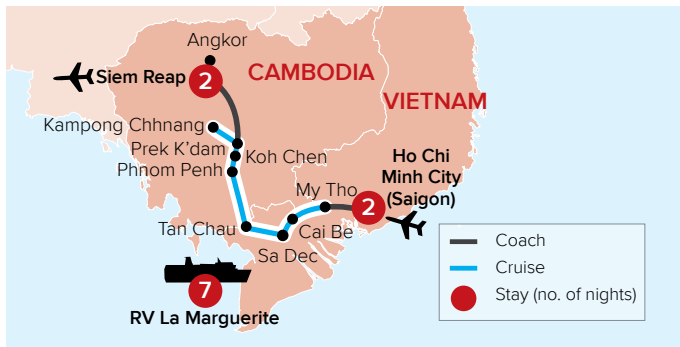 Angkor
Siem Reap
2
CAMBODIA
VIETNAM
Kampong Chhnang
Prek K'dam
Koh Chen
Phnom Penh
Ho Chi
Minh City
(Saigon)
My Tho
2
Tan Chau
Cai Be
Sa Dec
7
RV La Marguerite
Coach
Cruise
Stay (no. of nights)